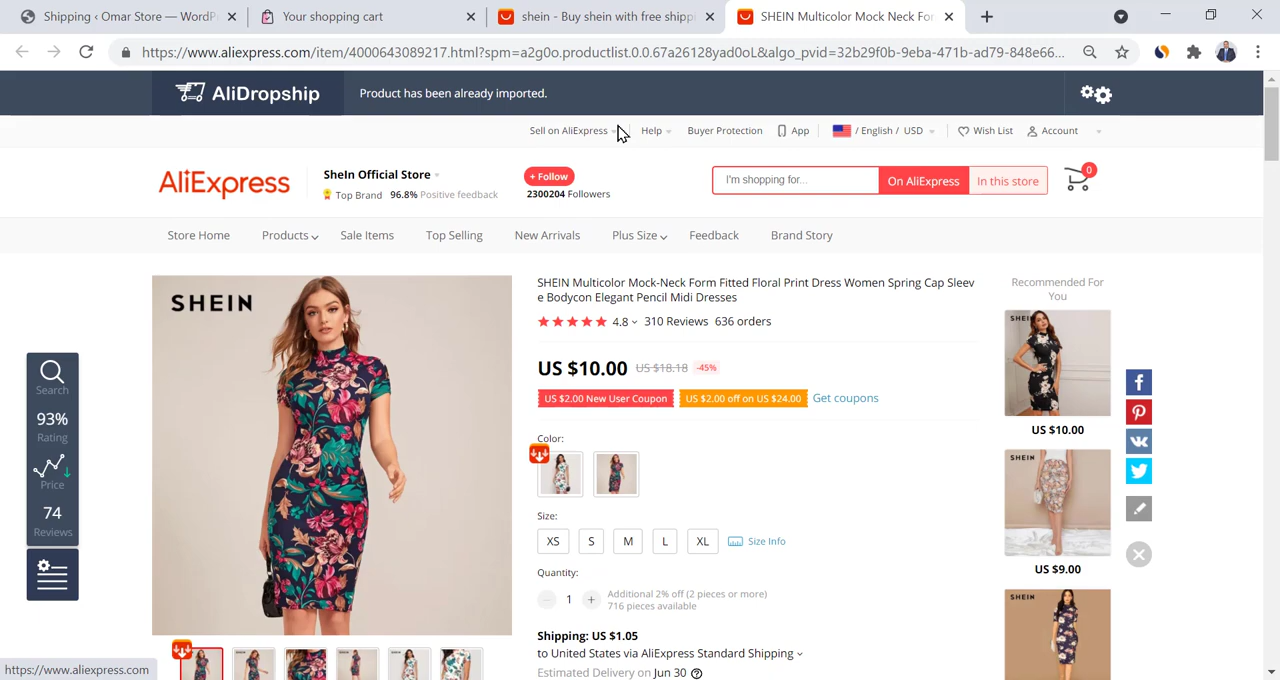 Shipping ‹ Omar Store — WordPr
Your shopping cart
shein - Buy shein with free shippi
SHEIN Multicolor Mock Neck For
https://www.aliexpress.com/item/4000643089217.html?spm=a2g0o.productlist.0.0.67a26128yad0oL&algo_pvid=32b29f0b-9eba-471b-ad79-848e66...
AliDropship
Product has been already imported.
Sell on AliExpress
Help
Buyer Protection
App
/ English / USD
Wish List
Account
AliExpress
SheIn Official Store
Top Brand 96.8% Positive feedback
+ Follow
2300204 Followers
I'm shopping for...
On AliExpress
In this store
0
Store Home
Products
Sale Items
Top Selling
New Arrivals
Plus Size
Feedback
Brand Story
SHEIN
SHEIN Multicolor Mock-Neck Form Fitted Floral Print Dress Women Spring Cap Sleev
e Bodycon Elegant Pencil Midi Dresses
4.8
310 Reviews
636 orders
US $10.00
US $18.18
-45%
US $2.00 New User Coupon
US $2.00 off on US $24.00
Get coupons
Color:
Size:
XS
S
M
L
XL
Size Info
Quantity:
1
Additional 2% off (2 pieces or more)
716 pieces available
Shipping: US $1.05
to United States via AliExpress Standard Shipping
Estimated Delivery on Jun 30
Recommended For
You
SHEIN
US $10.00
SHEIN
US $9.00
SHEIN
Search
93%
Rating
Price
74
Reviews
https://www.aliexpress.com